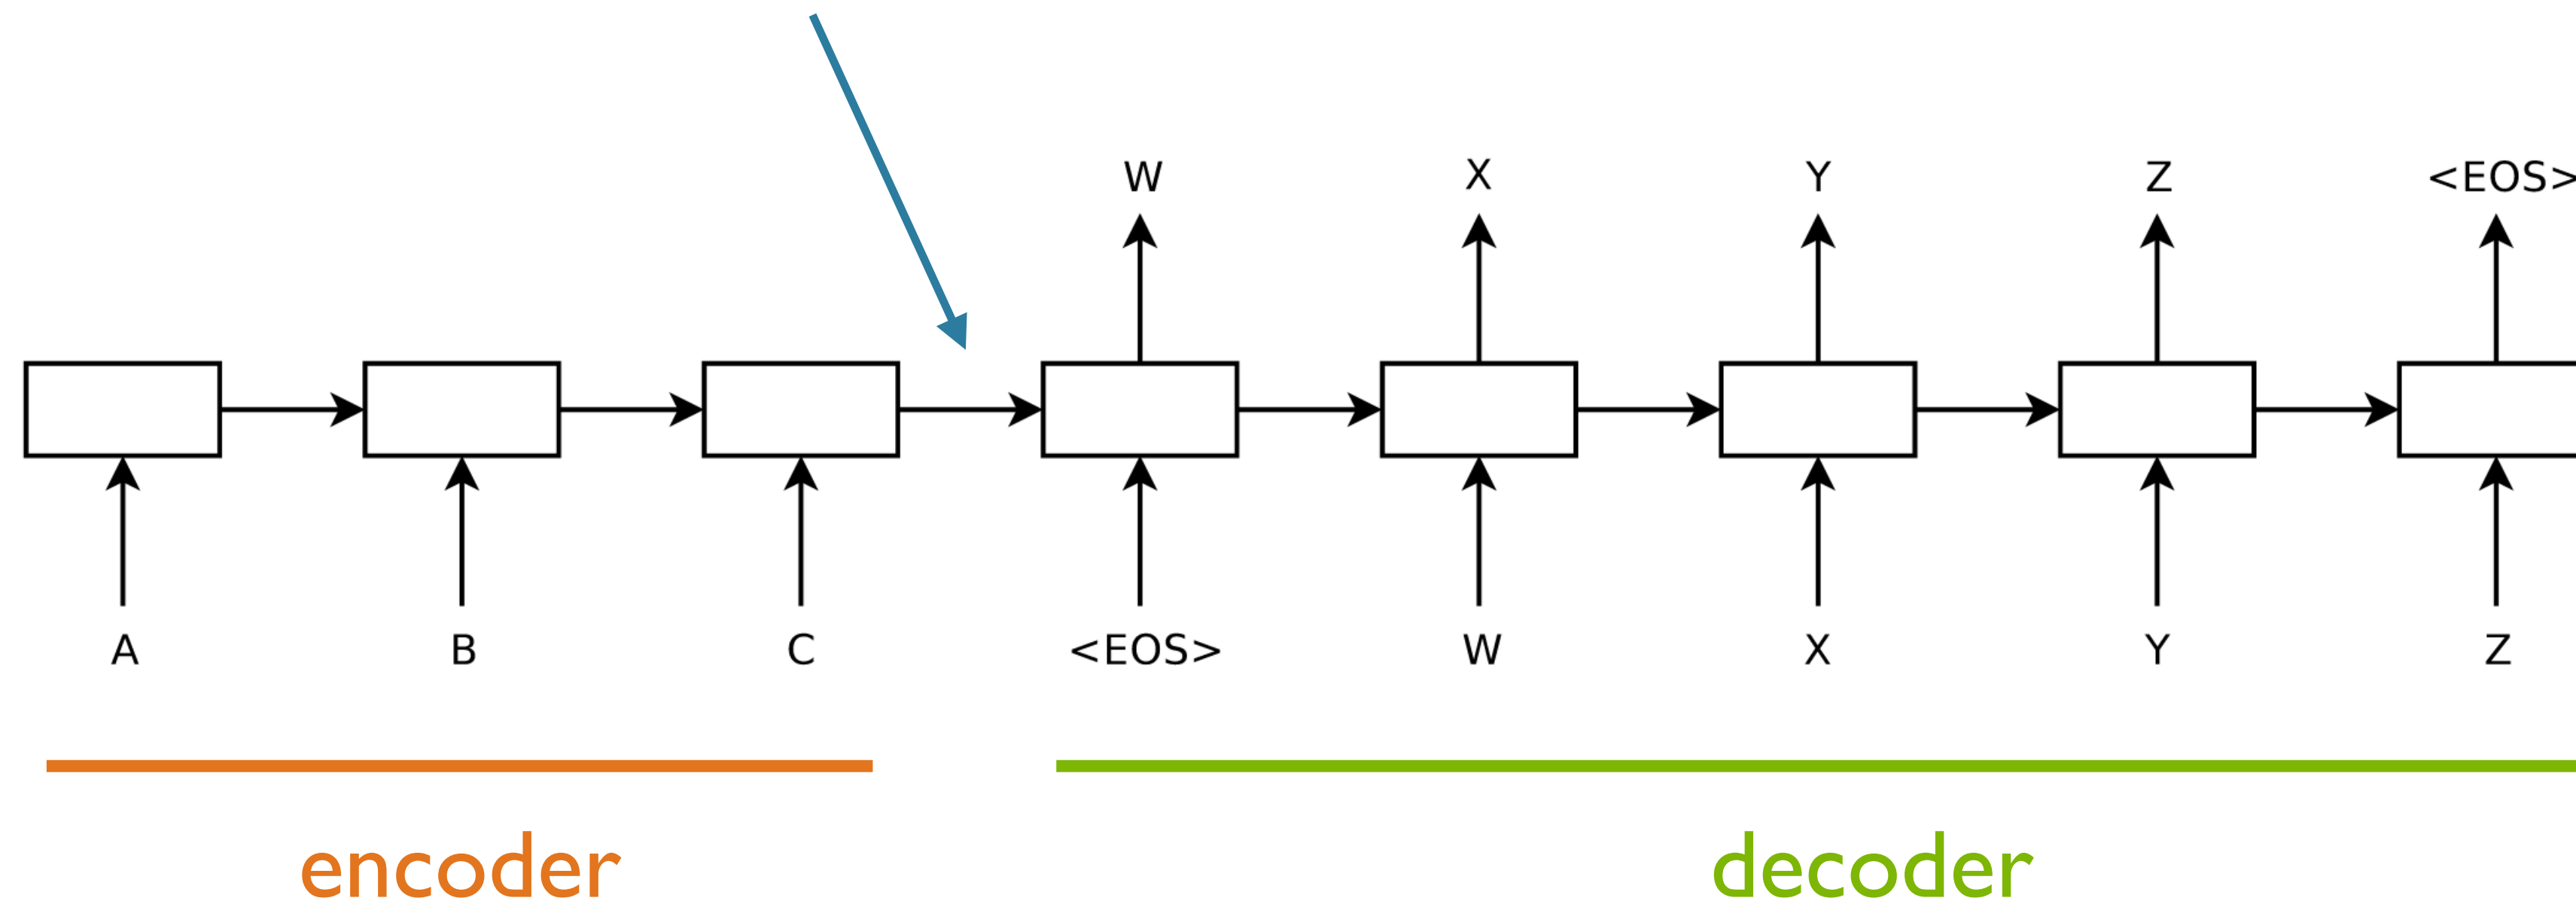 W X Y Z <EOS>
A B C <EOS> W X Y Z
encoder decoder